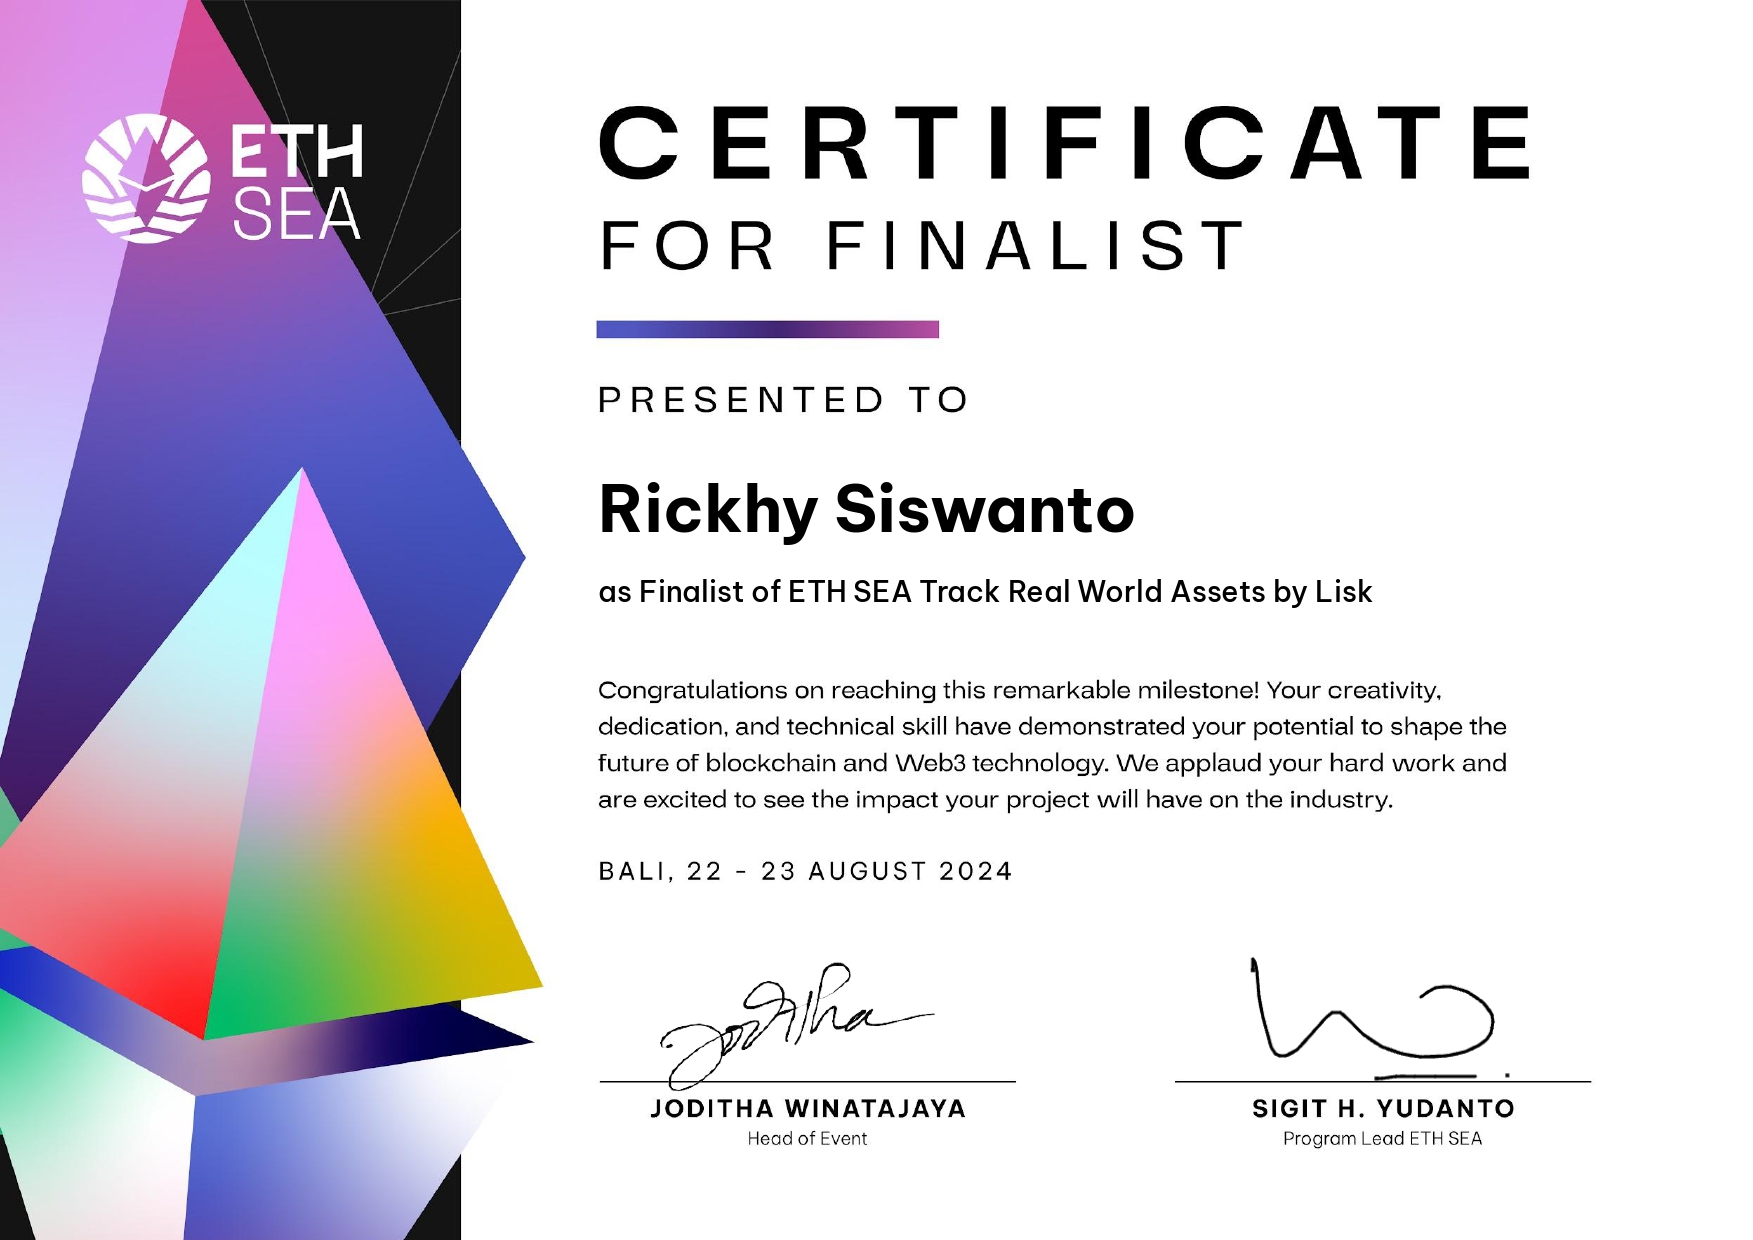 ETH
SEA
CERTIFICATE
FOR FINALIST
PRESENTED TO
Rickhy Siswanto
as Finalist of ETH SEA Track Real World Assets by Lisk
Congratulations on reaching this remarkable milestone! Your creativity,
dedication, and technical skill have demonstrated your potential to shape the
future of blockchain and Web3 technology. We applaud your hard work and
are excited to see the impact your project will have on the industry.
BALI, 22 - 23 AUGUST 2024
Joditha
JODITHA WINATAJAYA
Head of Event
SIGIT H. YUDANTO
Program Lead ETH SEA